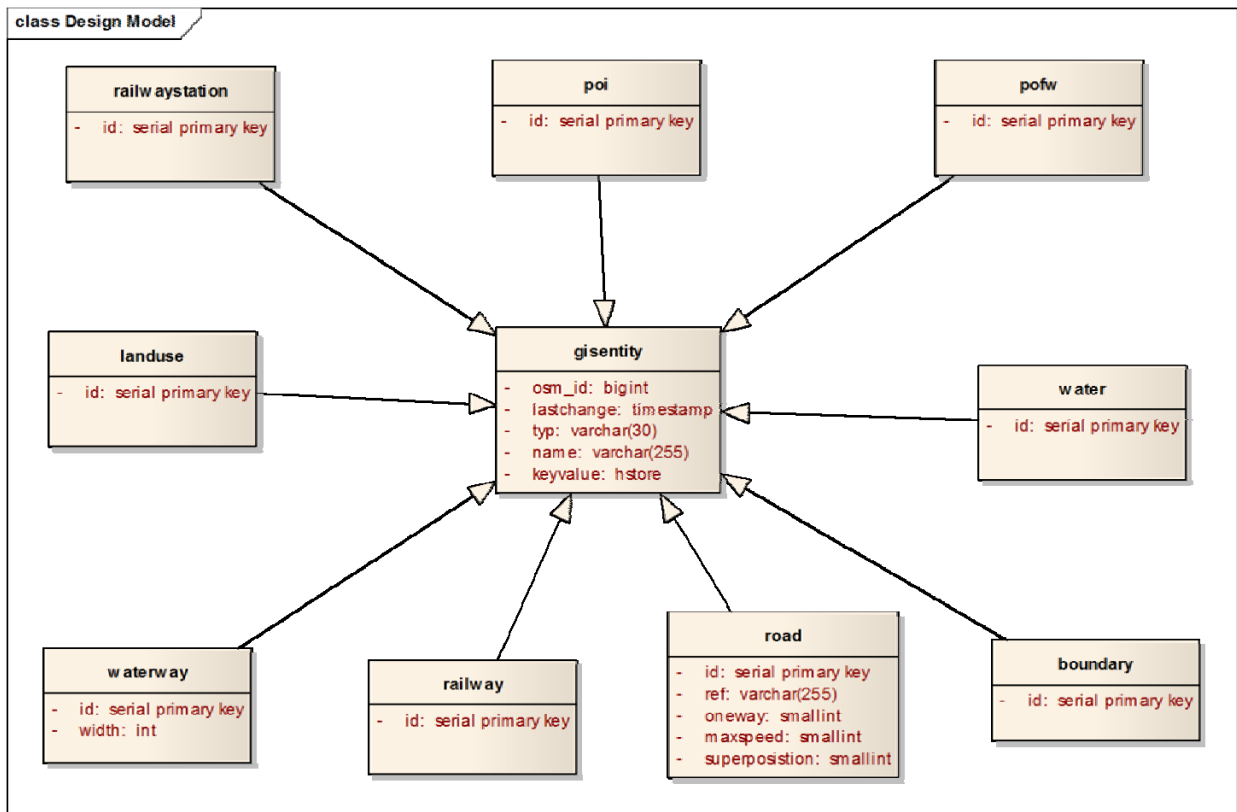 class Design Model
railwaystation
- id: serial primary key
poi
- id: serial primary key
pofw
- id: serial primary key
landuse
- id: serial primary key
gisentity
- osm_id: bigint
- lastchange: timestamp
- typ: varchar(30)
- name: varchar(255)
- keyvalue: hstore
water
- id: serial primary key
waterway
- id: serial primary key
- width: int
railway
- id: serial primary key
road
- id: serial primary key
- ref: varchar(255)
- oneway: smallint
- maxspeed: smallint
- superposistion: smallint
boundary
- id: serial primary key